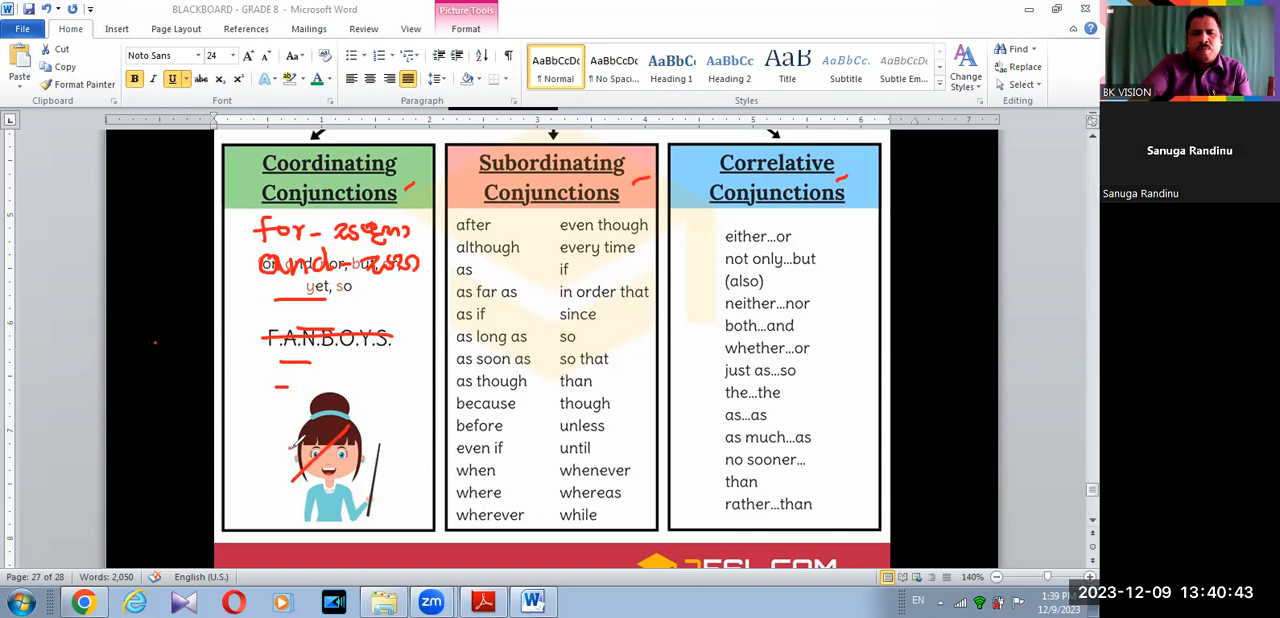 BLACKBOARD - GRADE 8 - Microsoft Word
Picture Tools
File Home Insert Page Layout References Mailings Review View Format
Cut
Copy
Format Painter
Paste
Noto Sans 24
AaBbCcDc AaBbCcDc AaBbCc AaBbCc AaB AaBbCc. AaBbCcDc
¶ Normal ¶ No Spaci... Heading 1 Heading 2 Title Subtitle Subtle Em...
Change Styles
Find
Replace
Select
Clipboard Font Paragraph Styles Editing
BK VISION
Sanuga Randinu
Sanuga Randinu
Coordinating
Conjunctions
for-
and-
yet, so
F.A.N.B.O.Y.S.
Subordinating
Conjunctions
after even though
although every time
as if
as far as in order that
as if since
as long as so
as soon as so that
as though than
because though
before unless
even if until
when whenever
where whereas
wherever while
Correlative
Conjunctions
either...or
not only...but
(also)
neither...nor
both...and
whether...or
just as...so
the...the
as...as
as much...as
no sooner...
than
rather...than
7ESL.COM
Page: 27 of 28 Words: 2,050 English (U.S.) 140%
EN 1:39 PM
12/9/2023
2023-12-09 13:40:43